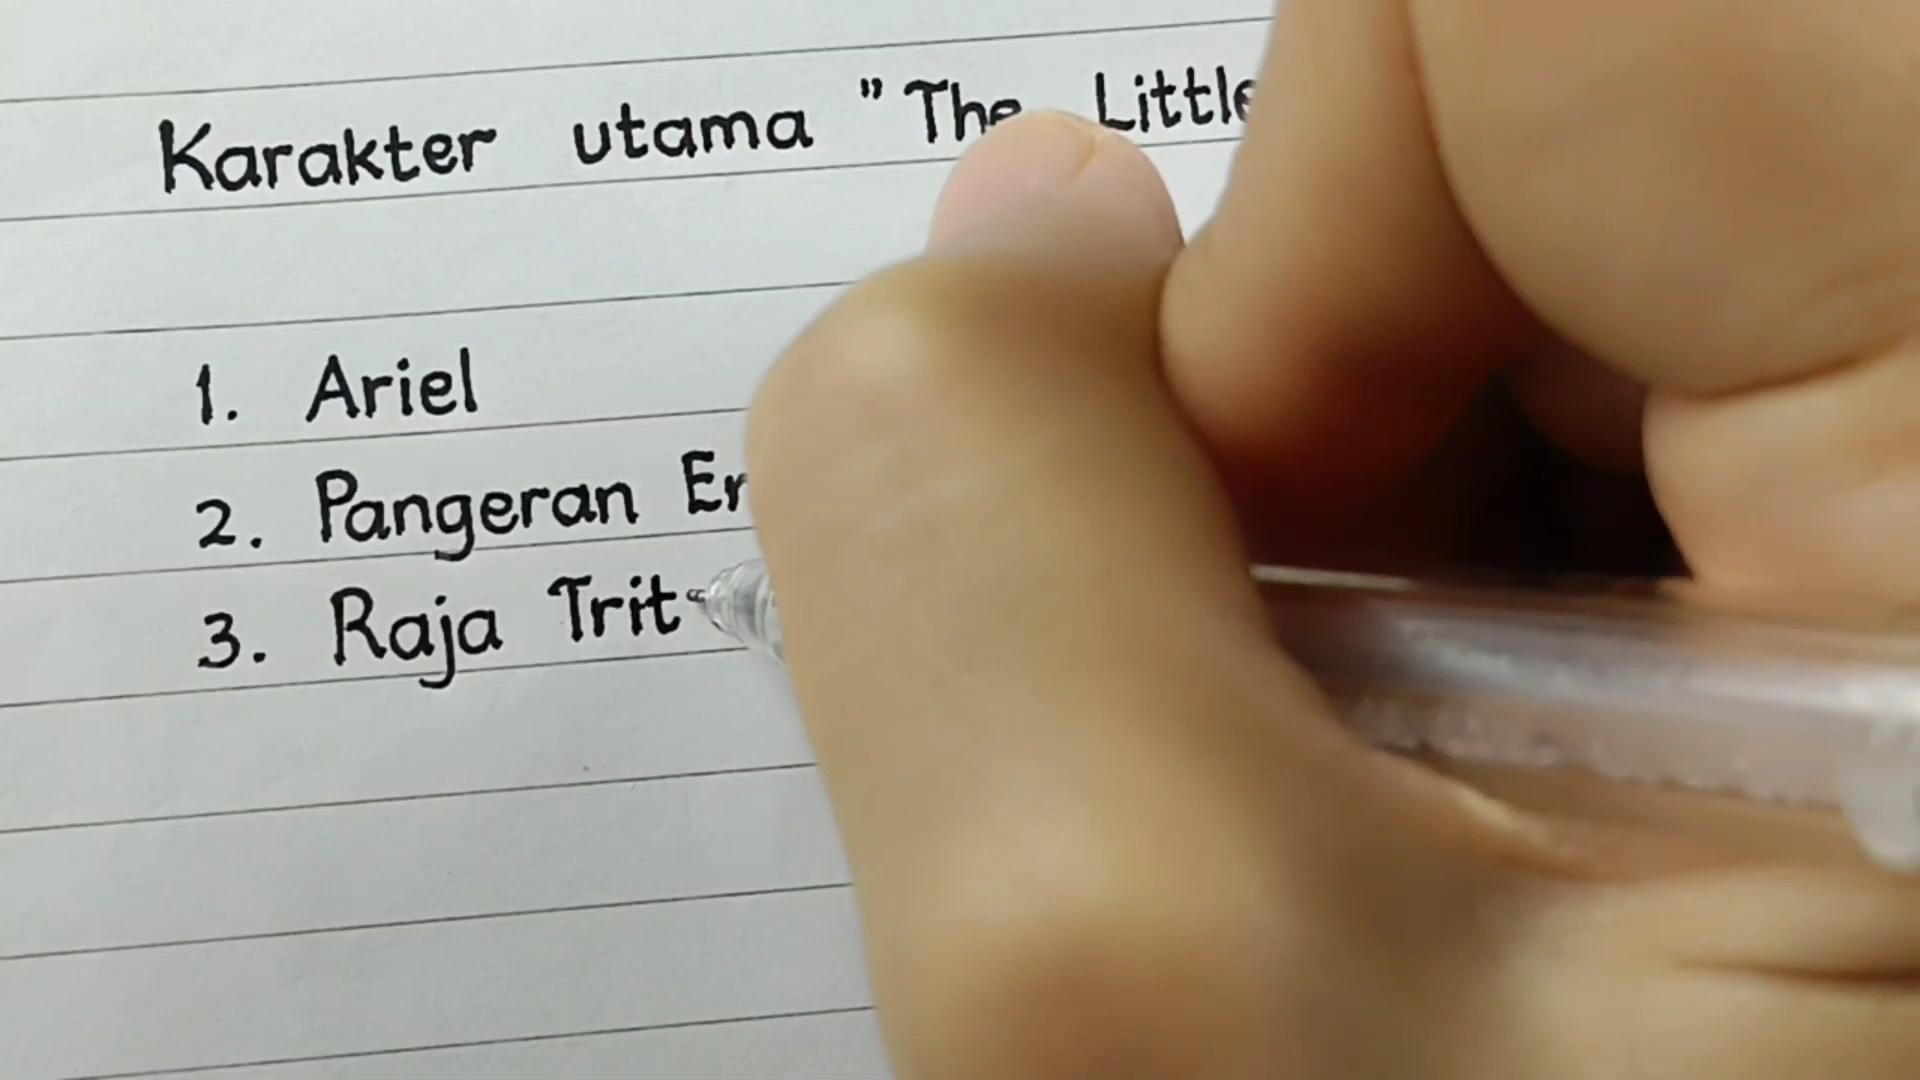 Karakter utama "The Little
1. Ariel
2. Pangeran Er
3. Raja Trit